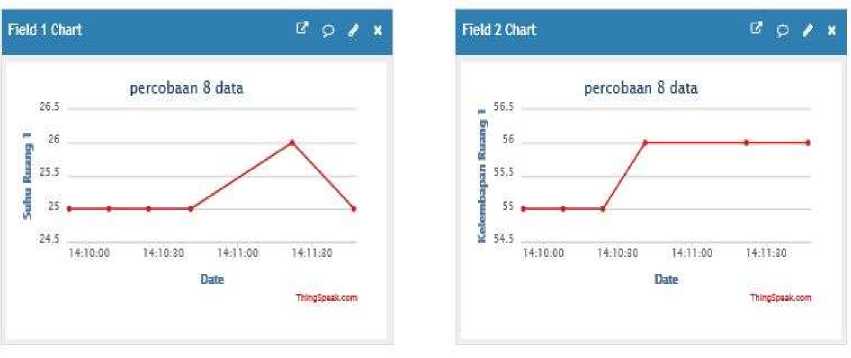 Field 1 Chart
percobaan 8 data
Suhu Ruang 1
26.5
26
25.5
25
24.5
14:10:00 14:10:30 14:11:00 14:11:30
Date
ThingSpeak.com
Field 2 Chart
percobaan 8 data
Kelembapan Ruang 1
56.5
56
55.5
55
54.5
14:10:00 14:10:30 14:11:00 14:11:30
Date
ThingSpeak.com